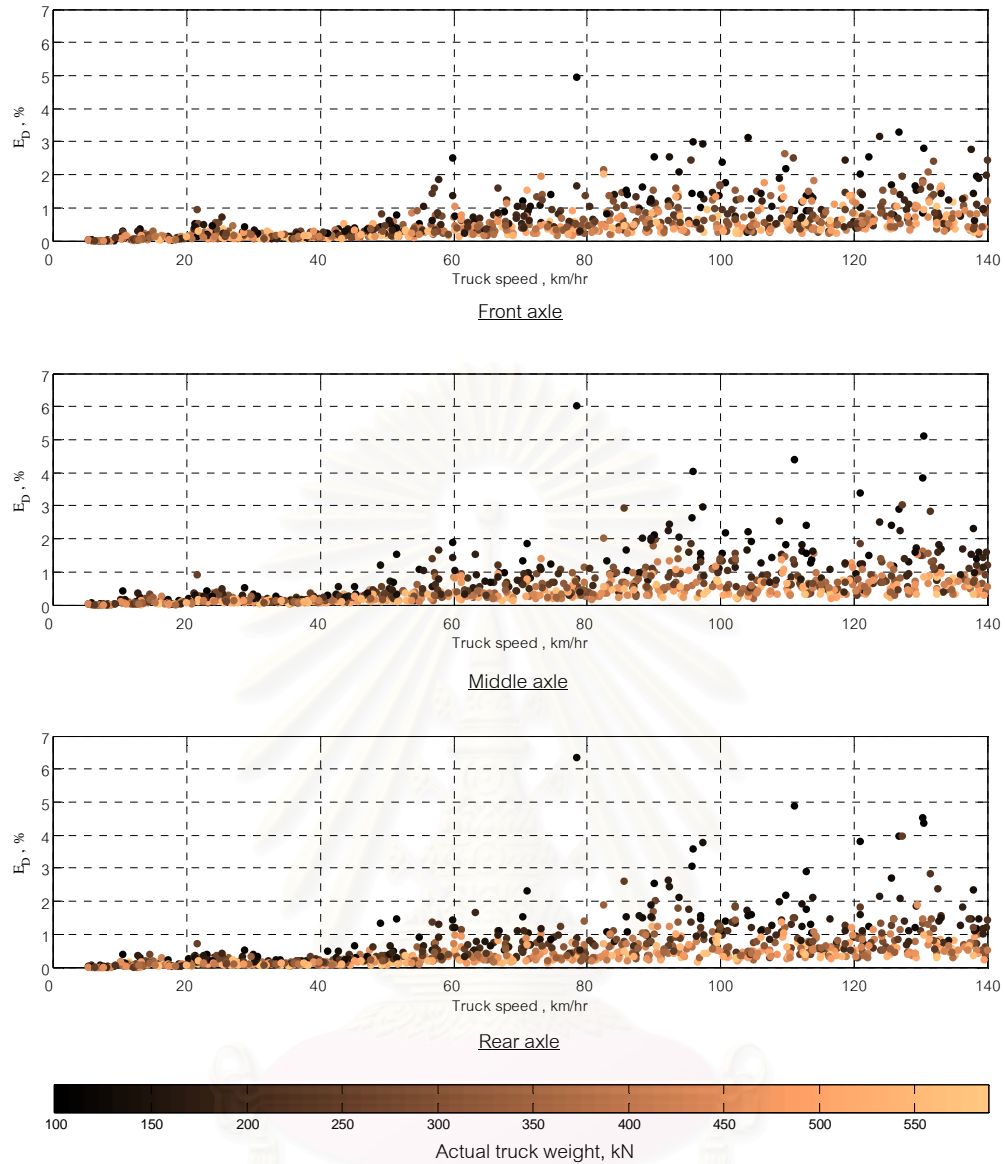 7
6
5
4
3
2
1
0
E_D , %
0 20 40 60 80 100 120 140
Truck speed , km/hr
Front axle
7
6
5
4
3
2
1
0
E_D , %
0 20 40 60 80 100 120 140
Truck speed , km/hr
Middle axle
7
6
5
4
3
2
1
0
E_D , %
0 20 40 60 80 100 120 140
Truck speed , km/hr
Rear axle
100 150 200 250 300 350 400 450 500 550
Actual truck weight, kN